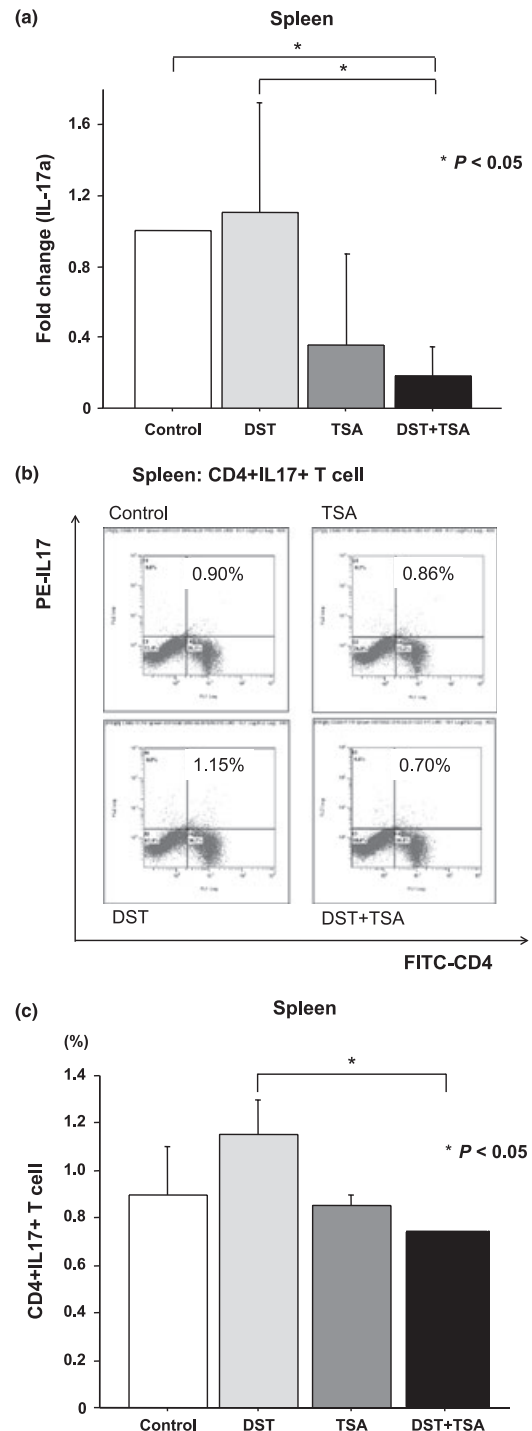 (a)
Spleen
*
*
* P < 0.05
Fold change (IL-17a)
1.6
1.2
0.8
0.4
0
Control DST TSA DST+TSA
(b)
Spleen: CD4+IL17+ T cell
Control TSA
PE-IL17
0.90% 0.86%
1.15% 0.70%
DST DST+TSA
FITC-CD4
(c)
Spleen
(%)
*
* P < 0.05
CD4+IL17+ T cell
1.4
1.2
1.0
0.8
0.6
0.4
0.2
0
Control DST TSA DST+TSA